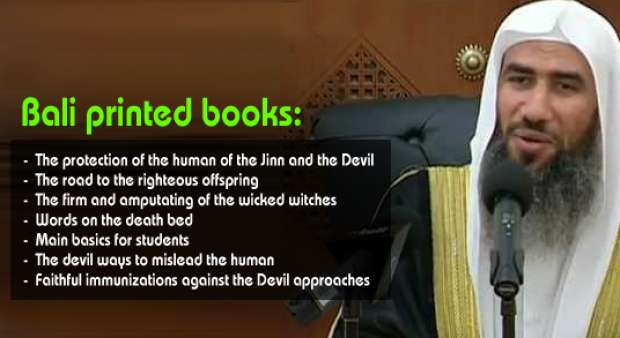 Bali printed books:
- The protection of the human of the Jinn and the Devil
- The road to the righteous offspring
- The firm and amputating of the wicked witches
- Words on the death bed
- Main basics for students
- The devil ways to mislead the human
- Faithful immunizations against the Devil approaches